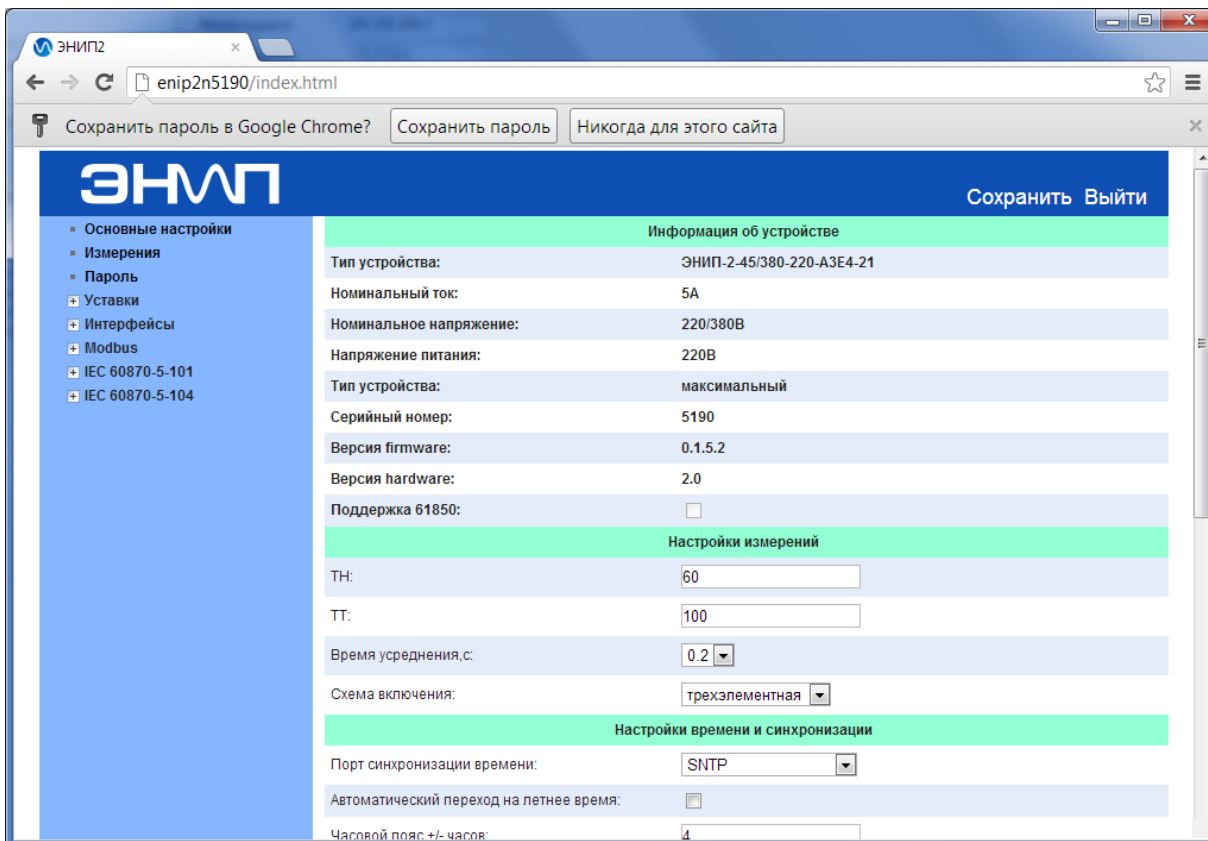 ЭНИП2
enip2n5190/index.html
Сохранить пароль в Google Chrome? Сохранить пароль Никогда для этого сайта
ЭНИП
Сохранить Выйти
Основные настройки
Измерения
Пароль
Уставки
Интерфейсы
Modbus
IEC 60870-5-101
IEC 60870-5-104
Информация об устройстве
Тип устройства: ЭНИП-2-45/380-220-А3Е4-21
Номинальный ток: 5А
Номинальное напряжение: 220/380В
Напряжение питания: 220В
Тип устройства: максимальный
Серийный номер: 5190
Версия firmware: 0.1.5.2
Версия hardware: 2.0
Поддержка 61850:
Настройки измерений
ТН: 60
ТТ: 100
Время усреднения,с: 0.2
Схема включения: трехэлементная
Настройки времени и синхронизации
Порт синхронизации времени: SNTP
Автоматический переход на летнее время:
Часовой пояс +/- часов: 4